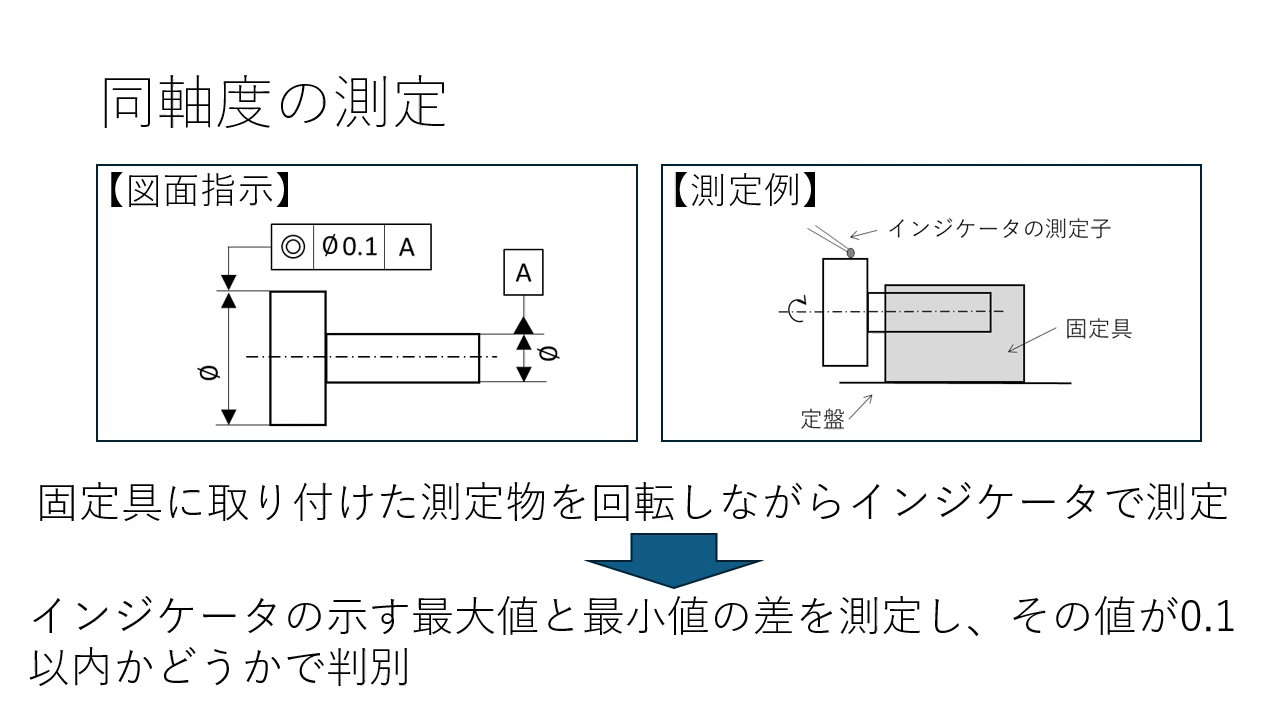 同軸度の測定
【図面指示】
◎ Ø0.1 A
A
Ø
Ø
【測定例】
インジケータの測定子
固定具
定盤
固定具に取り付けた測定物を回転しながらインジケータで測定
インジケータの示す最大値と最小値の差を測定し、その値が0.1
以内かどうかで判別